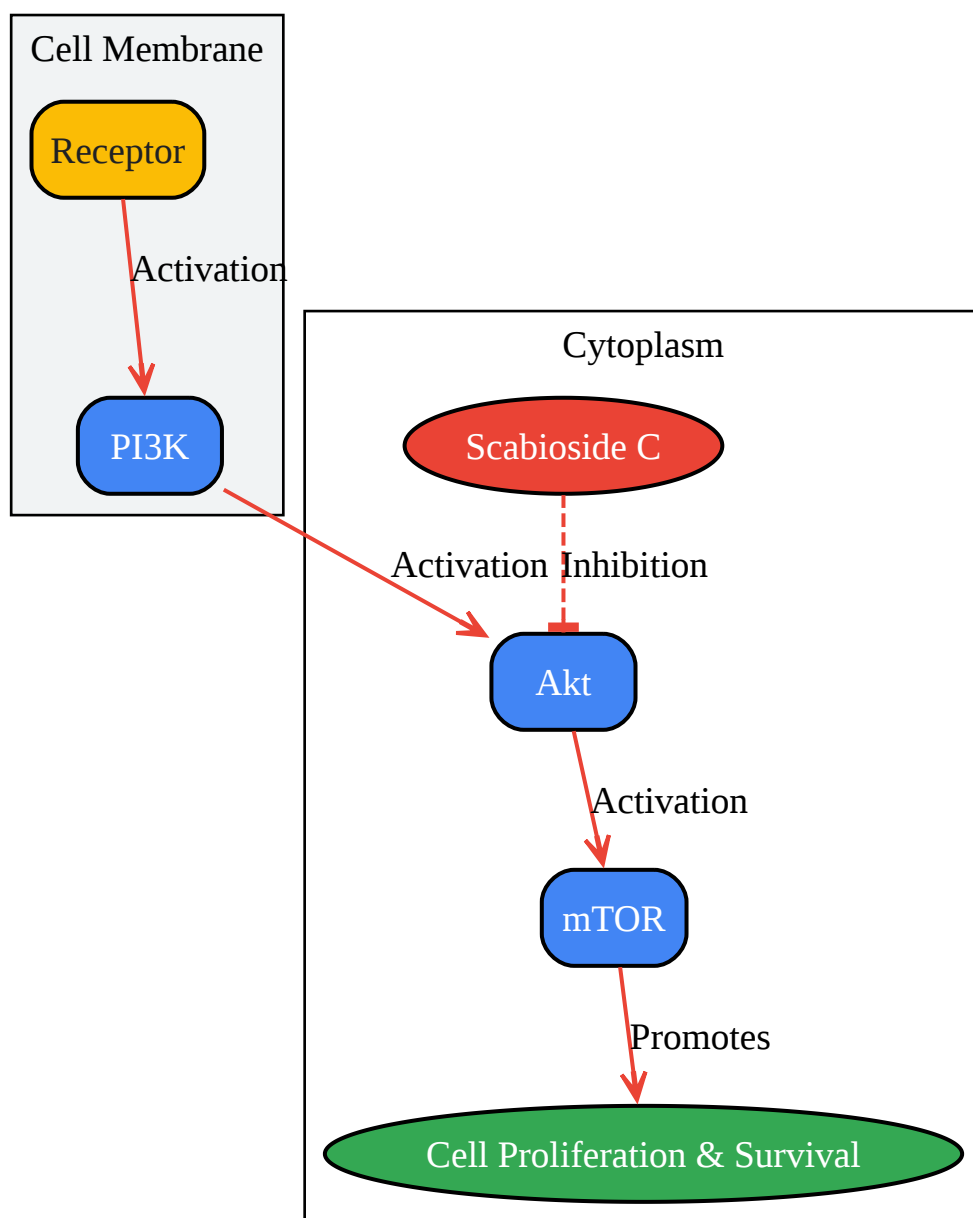 Cell Membrane
Receptor
Activation
PI3K
Cytoplasm
Scabioside C
Activation
Inhibition
Akt
Activation
mTOR
Promotes
Cell Proliferation & Survival